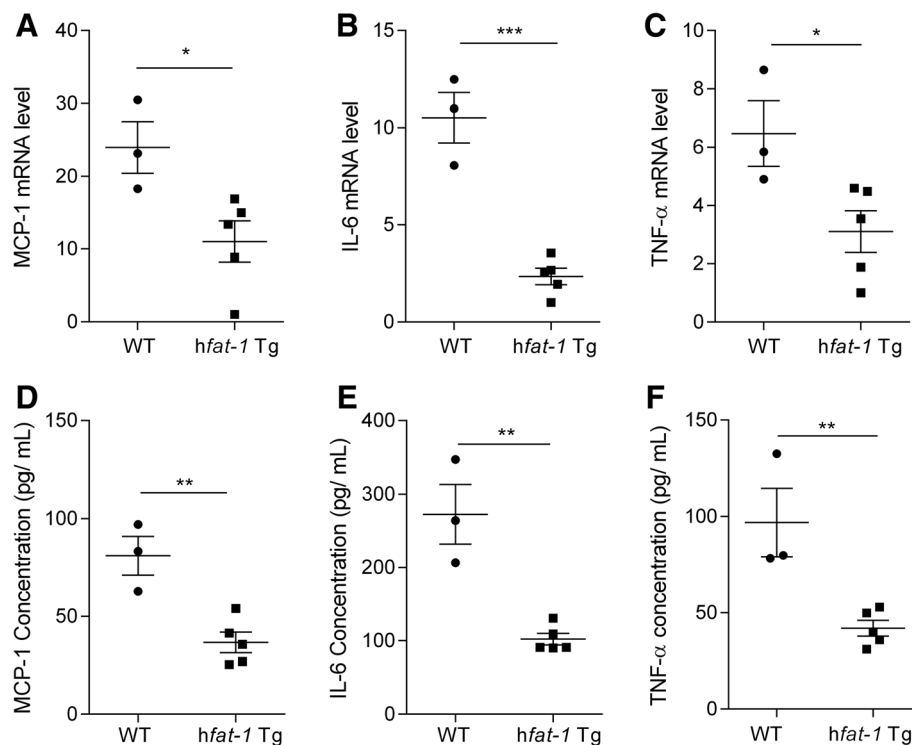 A
MCP-1 mRNA level
40
30
20
10
0
*
WT
hfat-1 Tg
B
IL-6 mRNA level
15
10
5
0
***
WT
hfat-1 Tg
C
TNF-α mRNA level
10
8
6
4
2
0
*
WT
hfat-1 Tg
D
MCP-1 Concentration (pg/ mL)
150
100
50
0
**
WT
hfat-1 Tg
E
IL-6 Concentration (pg/ mL)
400
300
200
100
0
**
WT
hfat-1 Tg
F
TNF-α concentration (pg/ mL)
150
100
50
0
**
WT
hfat-1 Tg